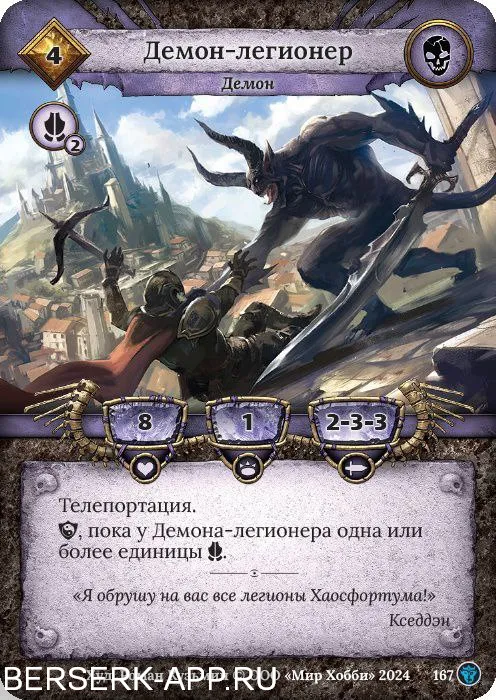 4
Демон-легионер
Демон
2
8
1
2-3-3
Телепортация.
, пока у Демона-легионера одна или
более единицы .
«Я обрушу на вас все легионы Хаосфортума!»
Кседдэн
ООО «Мир Хобби» 2024
167
BERSERK-APP.RU